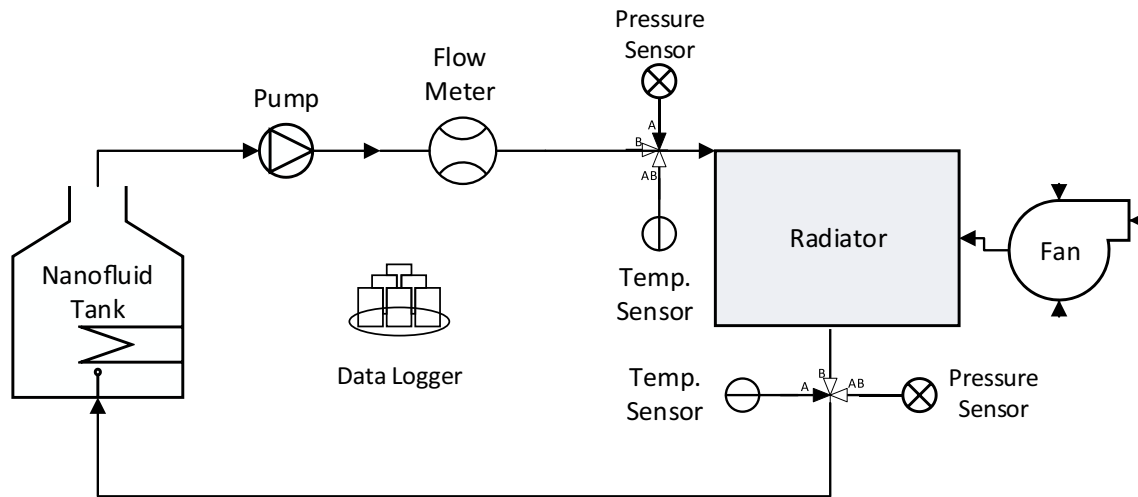 Pressure
Sensor
Flow
Meter
Pump
A
B
AB
Radiator
Fan
Nanofluid
Tank
Temp.
Sensor
Data Logger
Temp.
Sensor
B
A
AB
Pressure
Sensor